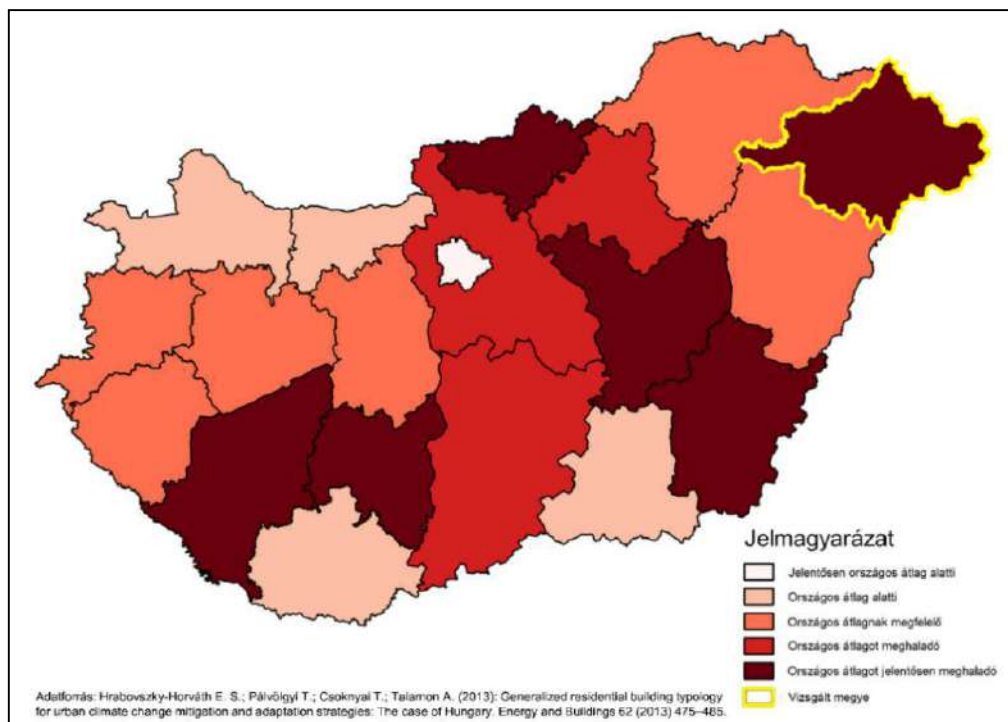 Jelmagyarázat
Jelentősen országos átlag alatti
Országos átlag alatti
Országos átlagnak megfelelő
Országos átlagot meghaladó
Országos átlagot jelentősen meghaladó
Vizsgált megye
Adatforrás: Hrabovszky-Horváth E. S.; Pálvölgyi T.; Csoknyai T.; Talamon A. (2013): Generalized residential building typology
for urban climate change mitigation and adaptation strategies: The case of Hungary. Energy and Buildings 62 (2013) 475–485.